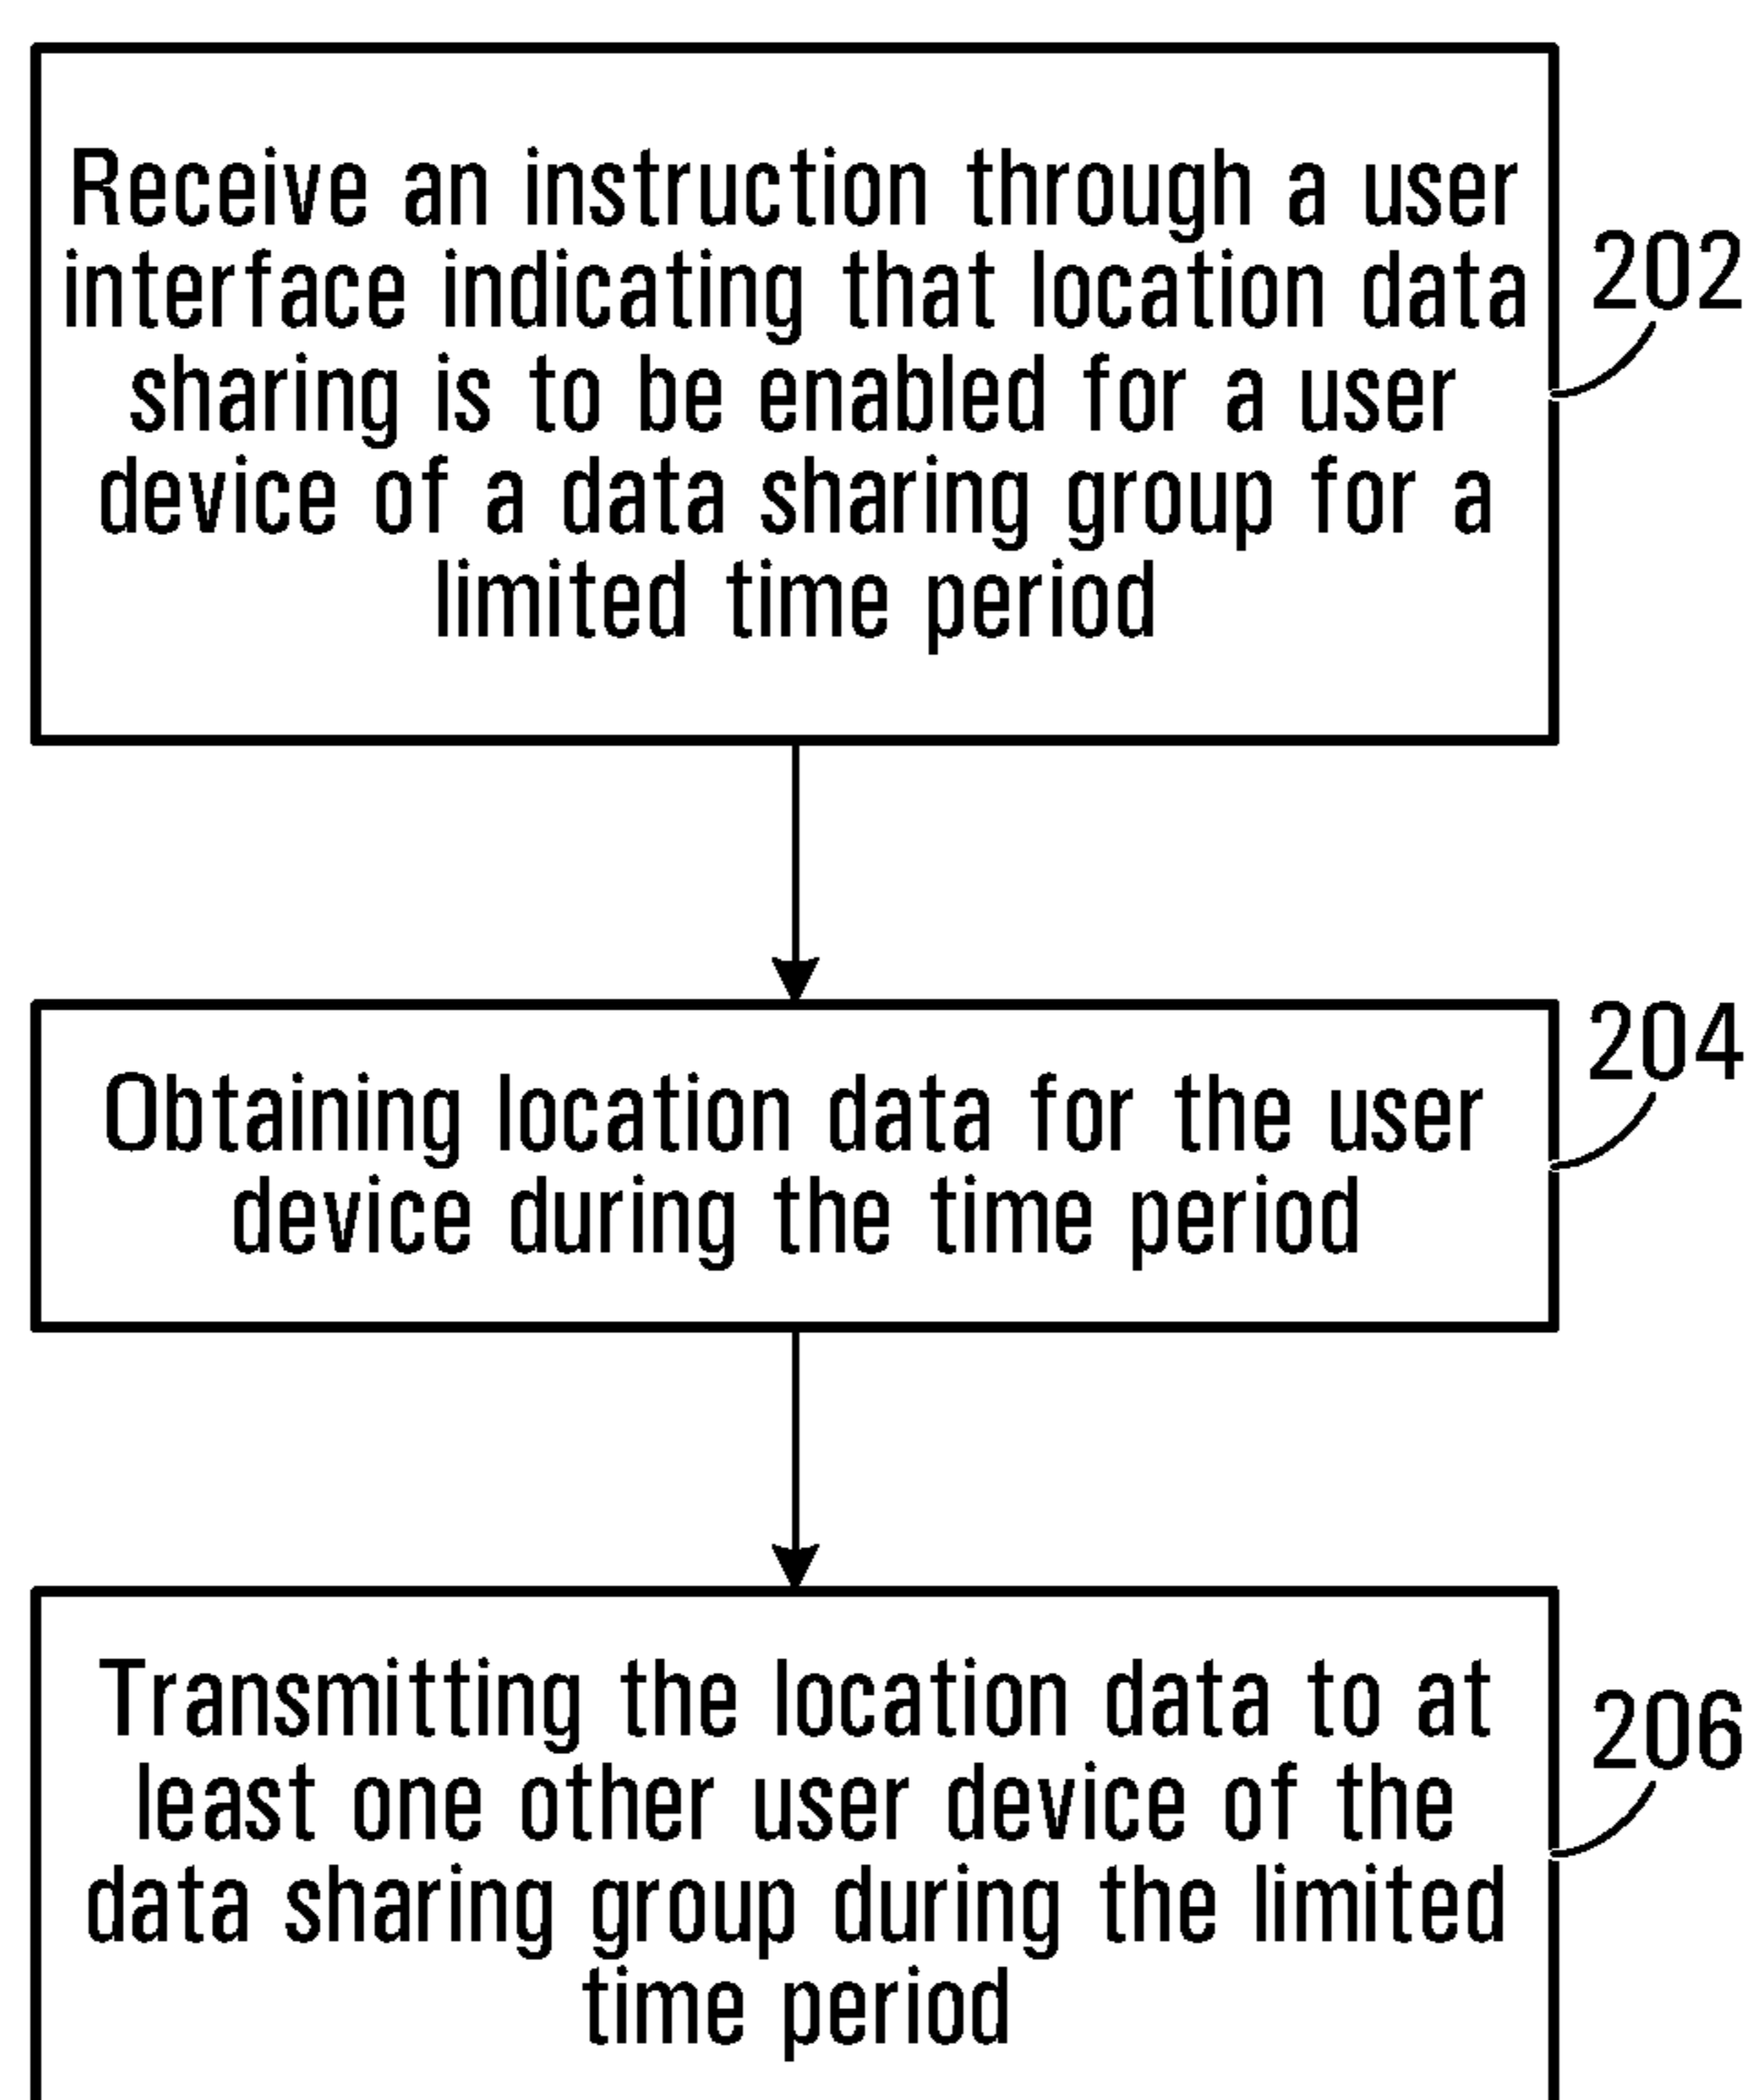 Receive an instruction through a user
interface indicating that location data
sharing is to be enabled for a user
device of a data sharing group for a
limited time period
202
Obtaining location data for the user
device during the time period
204
Transmitting the location data to at
least one other user device of the
data sharing group during the limited
time period
206